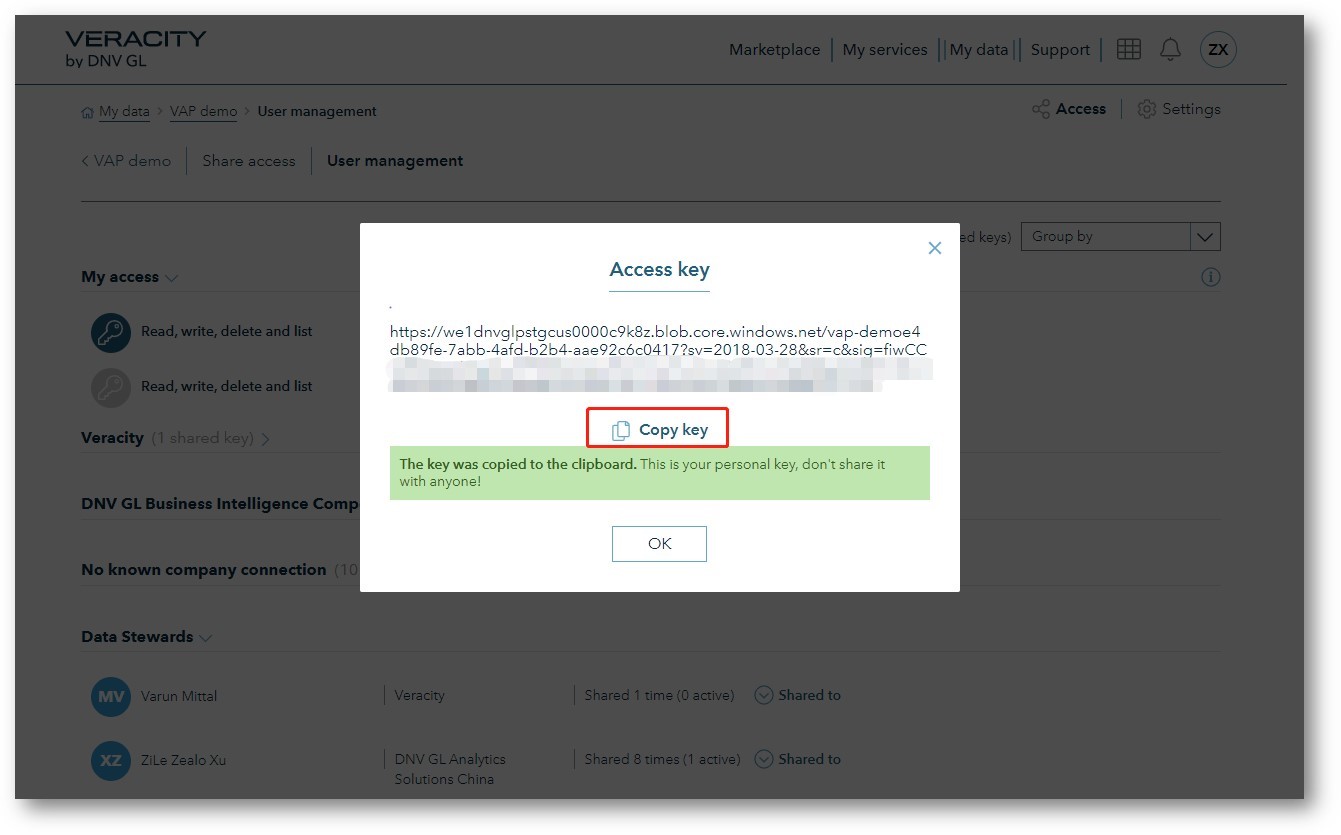 VERACITY
by DNV GL
Marketplace
My services
My data
Support
ZX
My data > VAP demo > User management
Access
Settings
< VAP demo
Share access
User management
ed keys)
Group by
My access
Read, write, delete and list
Read, write, delete and list
Veracity (1 shared key) >
DNV GL Business Intelligence Comp
No known company connection (10
Data Stewards
MV
Varun Mittal
Veracity
Shared 1 time (0 active)
Shared to
XZ
ZiLe Zealo Xu
DNV GL Analytics
Solutions China
Shared 8 times (1 active)
Shared to
Access key
https://we1dnvglpstgcus0000c9k8z.blob.core.windows.net/vap-demoe4
db89fe-7abb-4afd-b2b4-aae92c6c0417?sv=2018-03-28&sr=c&sig=fiwCC
Copy key
The key was copied to the clipboard. This is your personal key, don't share it
with anyone!
OK